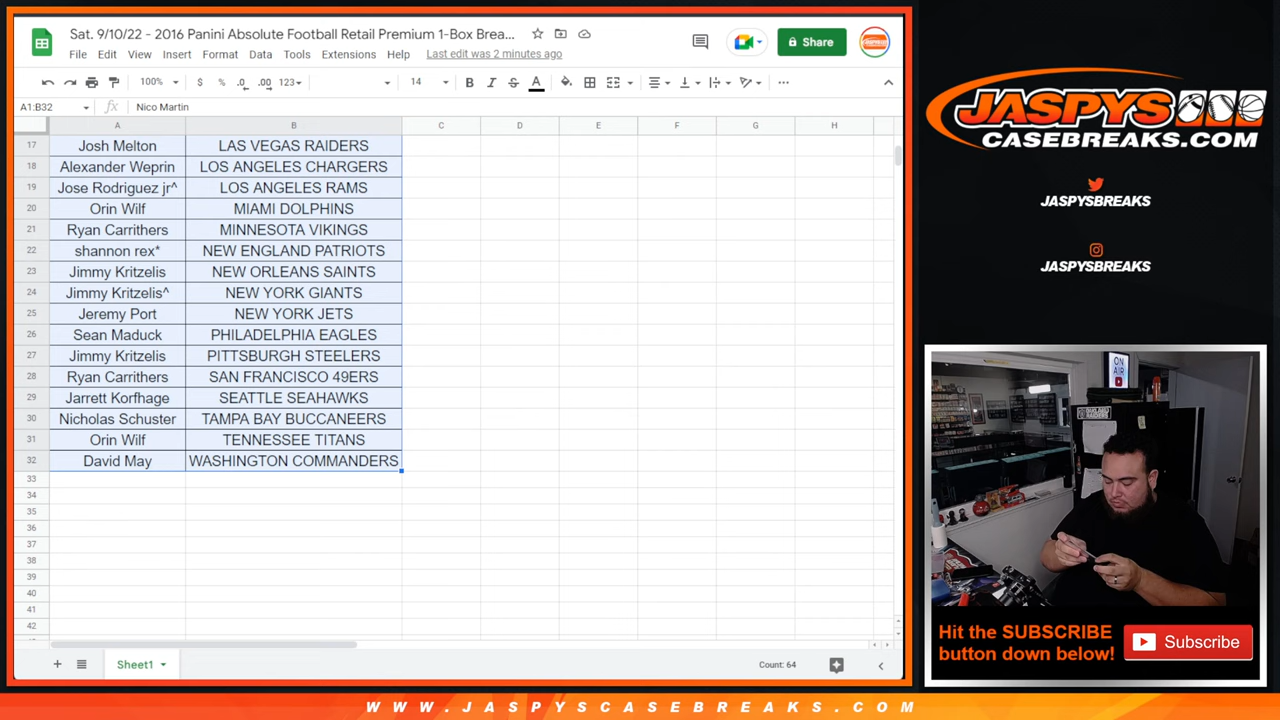 Sat. 9/10/22 - 2016 Panini Absolute Football Retail Premium 1-Box Brea...
File Edit View Insert Format Data Tools Extensions Help Last edit was 2 minutes ago
Share
100% $ % .0 .00 123 14 B I S A
A1:B32 fx Nico Martin
A B C D E F G H
17 Josh Melton LAS VEGAS RAIDERS
18 Alexander Weprin LOS ANGELES CHARGERS
19 Jose Rodriguez jr^ LOS ANGELES RAMS
20 Orin Wilf MIAMI DOLPHINS
21 Ryan Carrithers MINNESOTA VIKINGS
22 shannon rex* NEW ENGLAND PATRIOTS
23 Jimmy Kritzelis NEW ORLEANS SAINTS
24 Jimmy Kritzelis^ NEW YORK GIANTS
25 Jeremy Port NEW YORK JETS
26 Sean Maduck PHILADELPHIA EAGLES
27 Jimmy Kritzelis PITTSBURGH STEELERS
28 Ryan Carrithers SAN FRANCISCO 49ERS
29 Jarrett Korfhage SEATTLE SEAHAWKS
30 Nicholas Schuster TAMPA BAY BUCCANEERS
31 Orin Wilf TENNESSEE TITANS
32 David May WASHINGTON COMMANDERS
33
34
35
36
37
38
39
40
41
42
Sheet1
Count: 64
JASPYS
CASEBREAKS.COM
JASPYSBREAKS
JASPYSBREAKS
ON
AIR
Hit the SUBSCRIBE
button down below!
Subscribe
WWW.JASPYSCASEBREAKS.COM